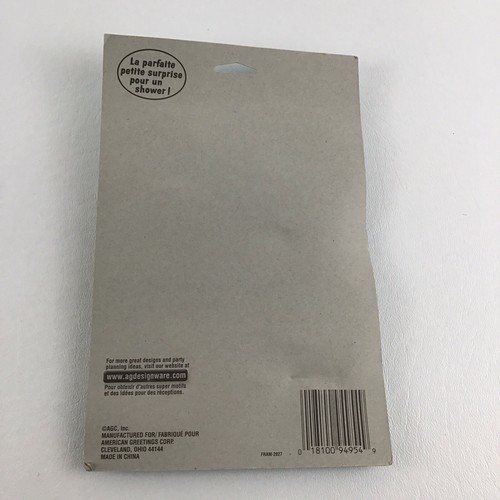 La parfaite
petite surprise
pour un
shower!
For more great designs and party
planning ideas, visit our website at
www.agdesignware.com
Pour obtenir d'autres super motifs
et des idées pour des réceptions.
©AGC, Inc.
MANUFACTURED FOR/ FABRIQUÉ POUR
AMERICAN GREETINGS CORP.
CLEVELAND, OHIO 44144
MADE IN CHINA
0 18100 94954 9